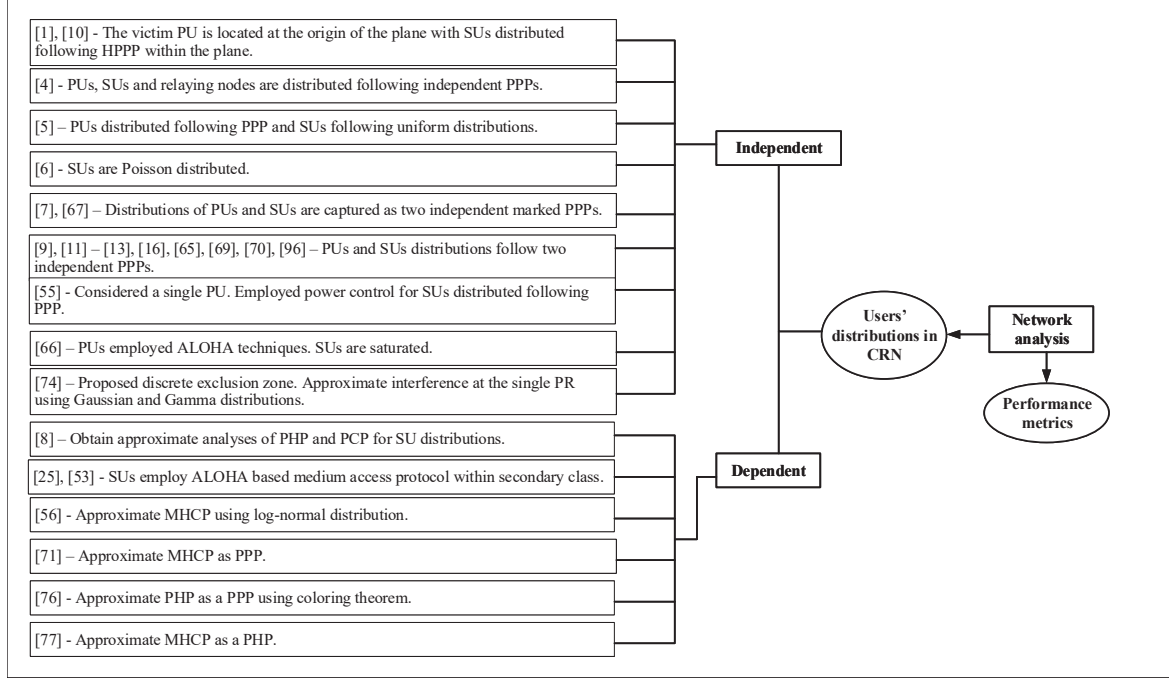 [1], [10] - The victim PU is located at the origin of the plane with SUs distributed
following HPPP within the plane.
[4] - PUs, SUs and relaying nodes are distributed following independent PPPs.
[5] – PUs distributed following PPP and SUs following uniform distributions.
[6] - SUs are Poisson distributed.
[7], [67] – Distributions of PUs and SUs are captured as two independent marked PPPs.
[9], [11] – [13], [16], [65], [69], [70], [96] – PUs and SUs distributions follow two
independent PPPs.
[55] - Considered a single PU. Employed power control for SUs distributed following
PPP.
[66] – PUs employed ALOHA techniques. SUs are saturated.
[74] – Proposed discrete exclusion zone. Approximate interference at the single PR
using Gaussian and Gamma distributions.
[8] – Obtain approximate analyses of PHP and PCP for SU distributions.
[25], [53] - SUs employ ALOHA based medium access protocol within secondary class.
[56] - Approximate MHCP using log-normal distribution.
[71] – Approximate MHCP as PPP.
[76] - Approximate PHP as a PPP using coloring theorem.
[77] - Approximate MHCP as a PHP.
Independent
Dependent
Users'
distributions in
CRN
Network
analysis
Performance
metrics